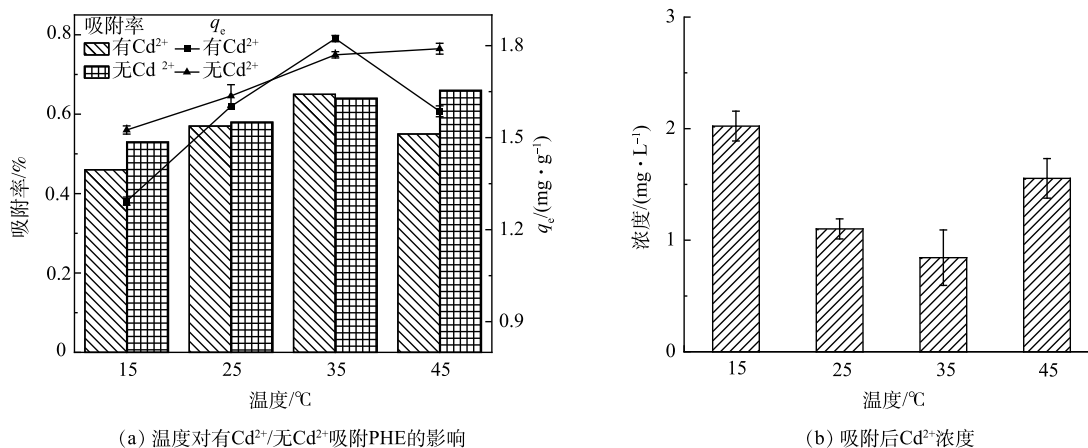 吸附率 qe
有Cd²⁺ 有Cd²⁺
无Cd ²⁺ 无Cd²⁺
0.8
0.6
0.4
0.2
0
吸附率/%
1.8
1.5
1.2
0.9
qe/(mg·g⁻¹)
15 25 35 45
温度/℃
(a) 温度对有Cd²⁺/无Cd²⁺吸附PHE的影响
3
2
1
0
浓度/(mg·L⁻¹)
15 25 35 45
温度/℃
(b) 吸附后Cd²⁺浓度